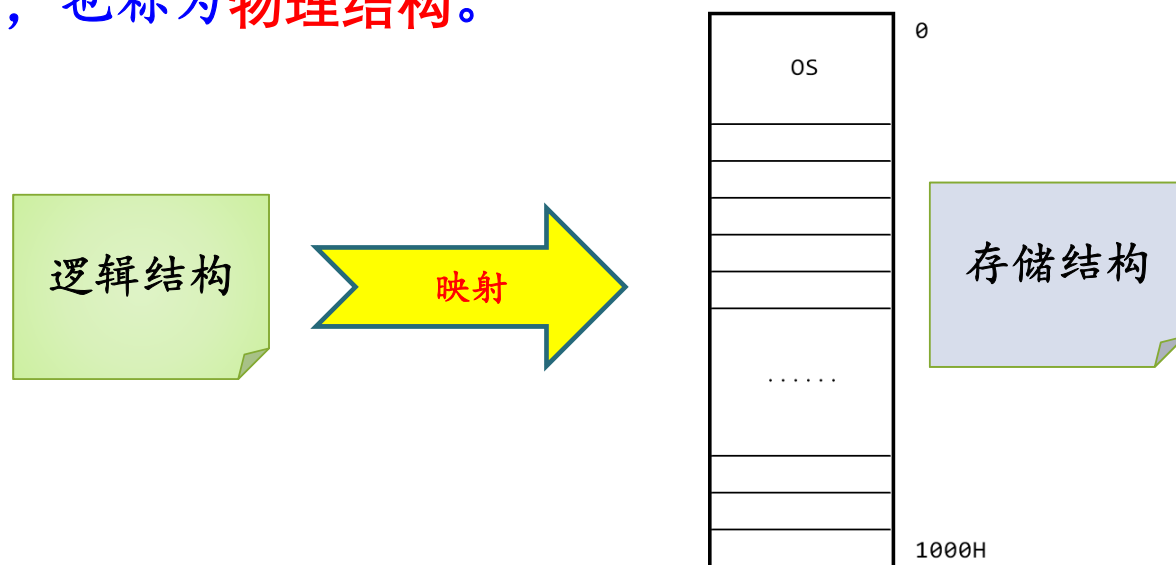 ，也称为物理结构。
0
OS
逻辑结构
映射
存储结构
......
1000H